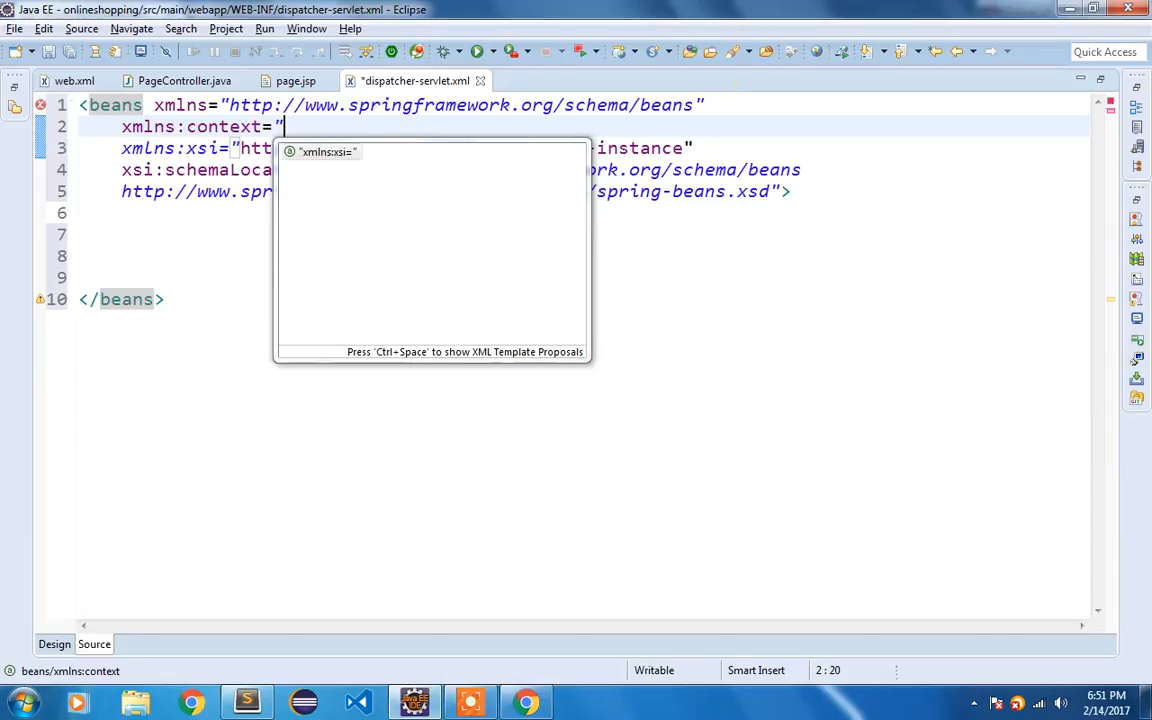 Java EE - onlineshopping/src/main/webapp/WEB-INF/dispatcher-servlet.xml - Eclipse
File Edit Source Navigate Search Project Run Window Help
Quick Access
web.xml PageController.java page.jsp *dispatcher-servlet.xml
1 <beans xmlns="http://www.springframework.org/schema/beans"
2 xmlns:context="
3 xmlns:xsi="htt -instance"
4 xsi:schemaLoca rk.org/schema/beans
5 http://www.spr /spring-beans.xsd">
6
7
8
9
10 </beans>
"xmlns:xsi="
Press 'Ctrl+Space' to show XML Template Proposals
Design Source
beans/xmlns:context Writable Smart Insert 2 : 20
6:51 PM
2/14/2017